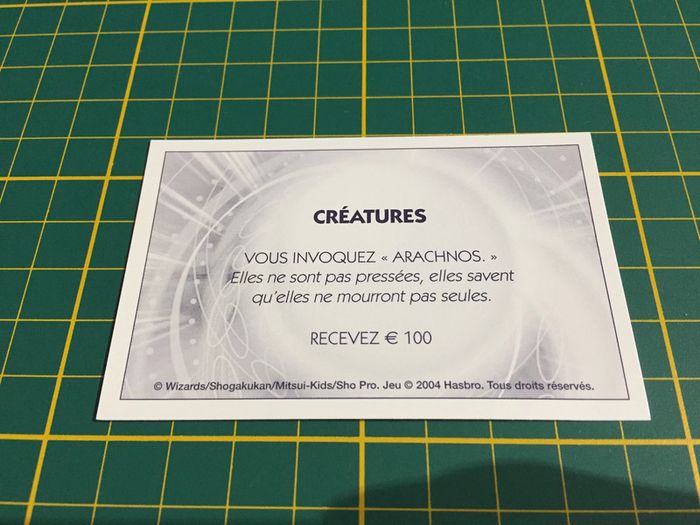 CRÉATURES
VOUS INVOQUEZ « ARACHNOS. »
Elles ne sont pas pressées, elles savent
qu'elles ne mourront pas seules.
RECEVEZ € 100
© Wizards/Shogakukan/Mitsui-Kids/Sho Pro. Jeu © 2004 Hasbro. Tous droits réservés.